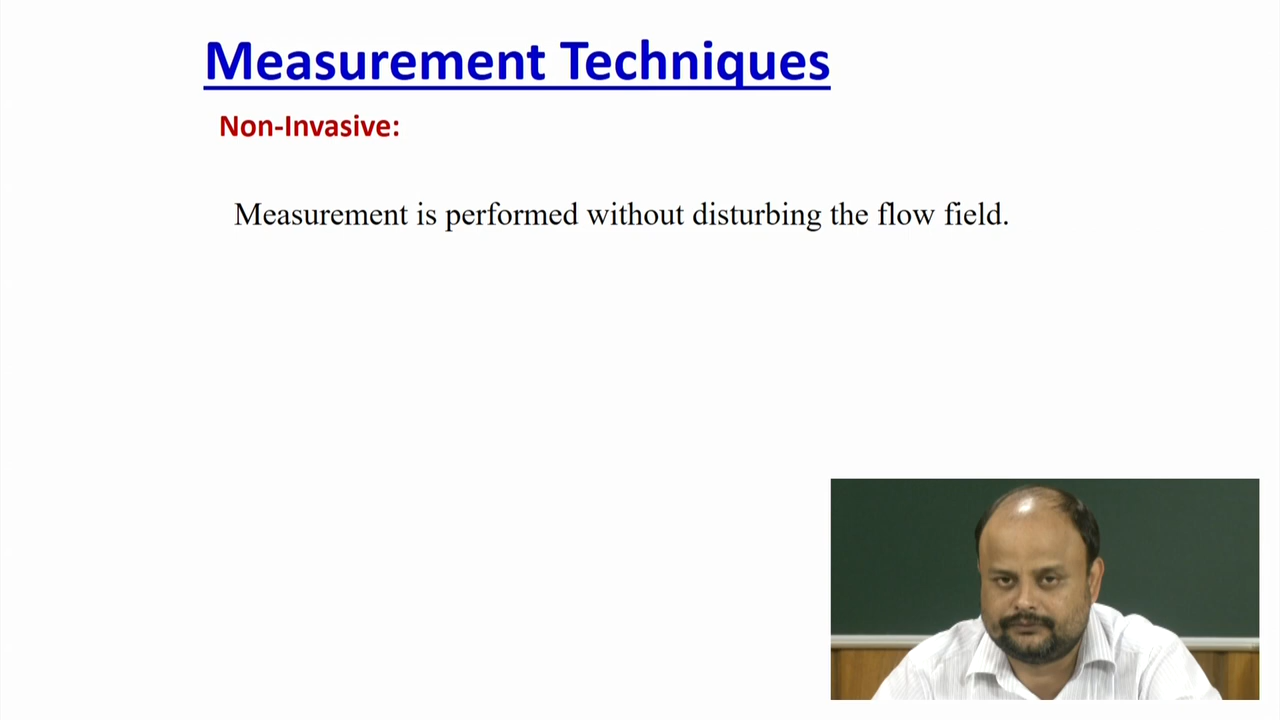 Measurement Techniques
Non-Invasive:
Measurement is performed without disturbing the flow field.